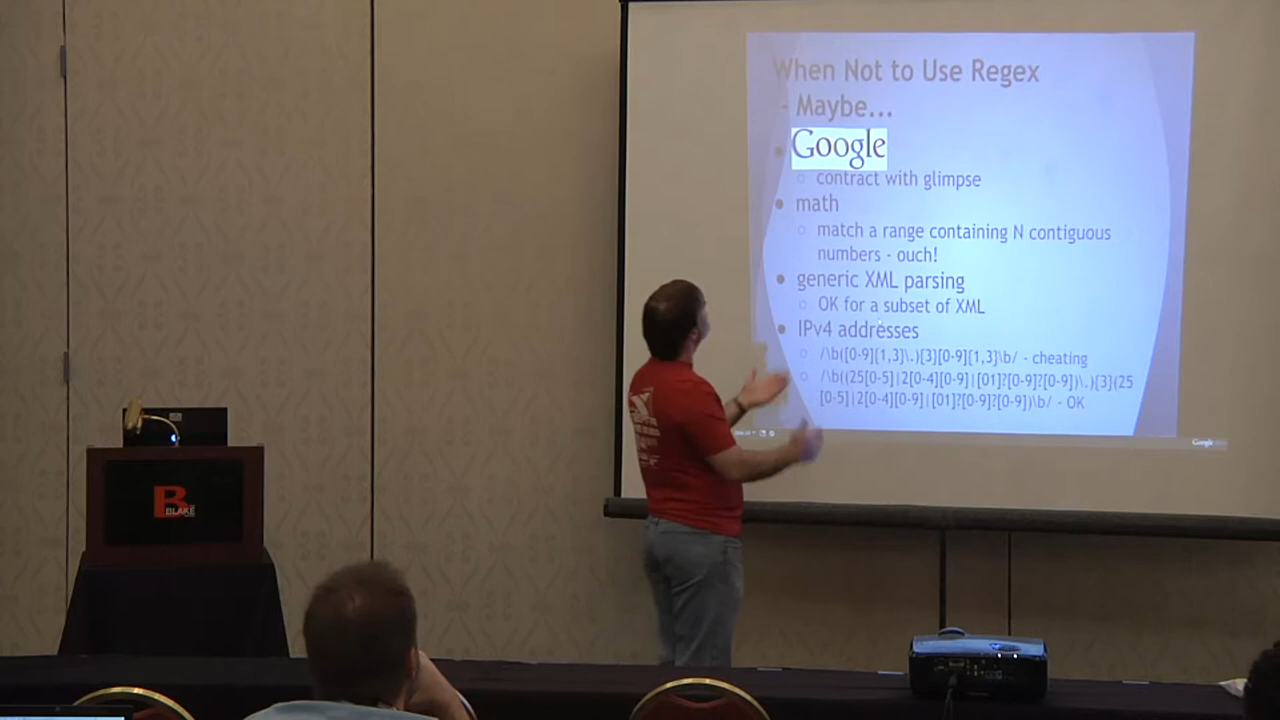 When Not to Use Regex
- Maybe...
Google
contract with glimpse
math
match a range containing N contiguous
numbers - ouch!
generic XML parsing
OK for a subset of XML
IPv4 addresses
/\b([0-9]{1,3}\.){3}[0-9]{1,3}\b/ - cheating
/\b((25[0-5]|2[0-4][0-9]|[01]?[0-9]?[0-9])\.){3}(25
[0-5]|2[0-4][0-9]|[01]?[0-9]?[0-9])\b/ - OK
Google
B
BLAKE